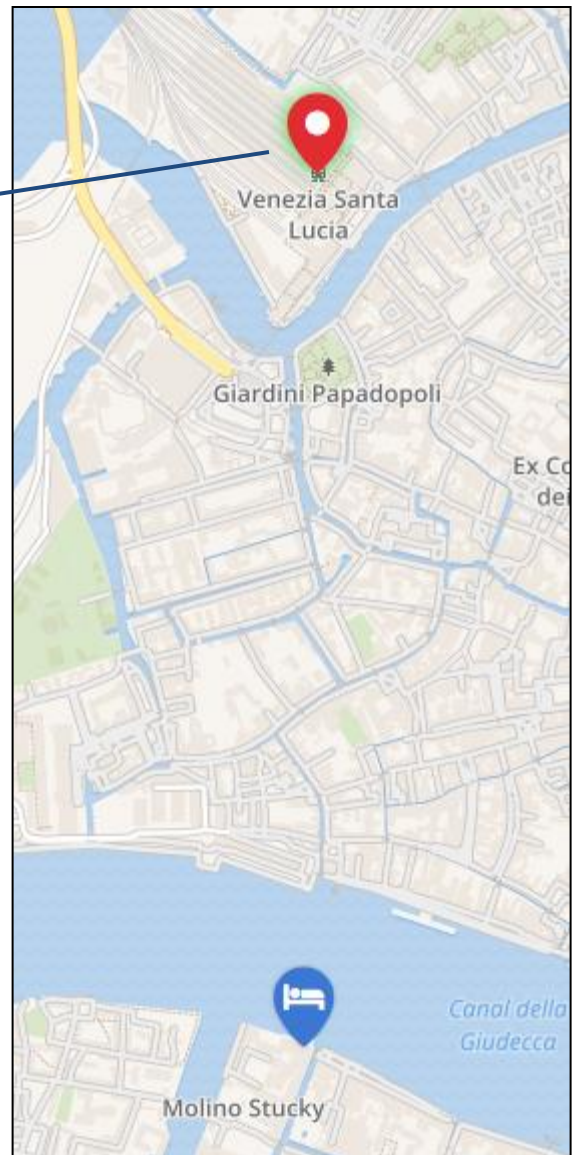 Venezia Santa
Lucia
Giardini Papadopoli
Ex Co
dei
Canal della
Giudecca
Molino Stucky